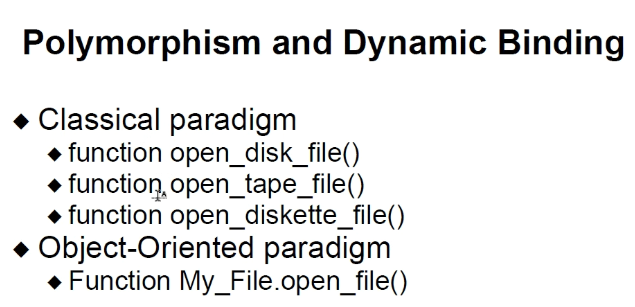 Polymorphism and Dynamic Binding
◆ Classical paradigm
◆ function open_disk_file()
◆ function open_tape_file()
◆ function open_diskette_file()
◆ Object-Oriented paradigm
◆ Function My_File.open_file()